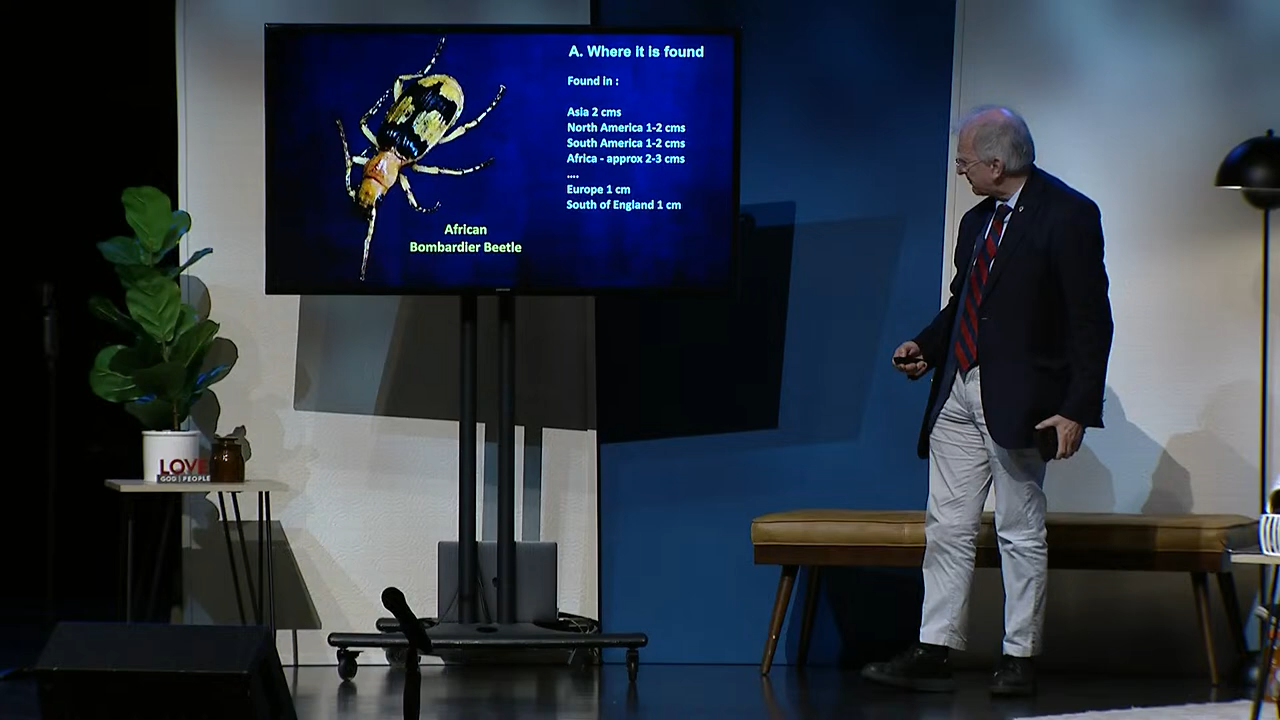 A. Where it is found
Found in :
Asia 2 cms
North America 1-2 cms
South America 1-2 cms
Africa - approx 2-3 cms
....
Europe 1 cm
South of England 1 cm
African
Bombardier Beetle
LOVE
GOD | PEOPLE